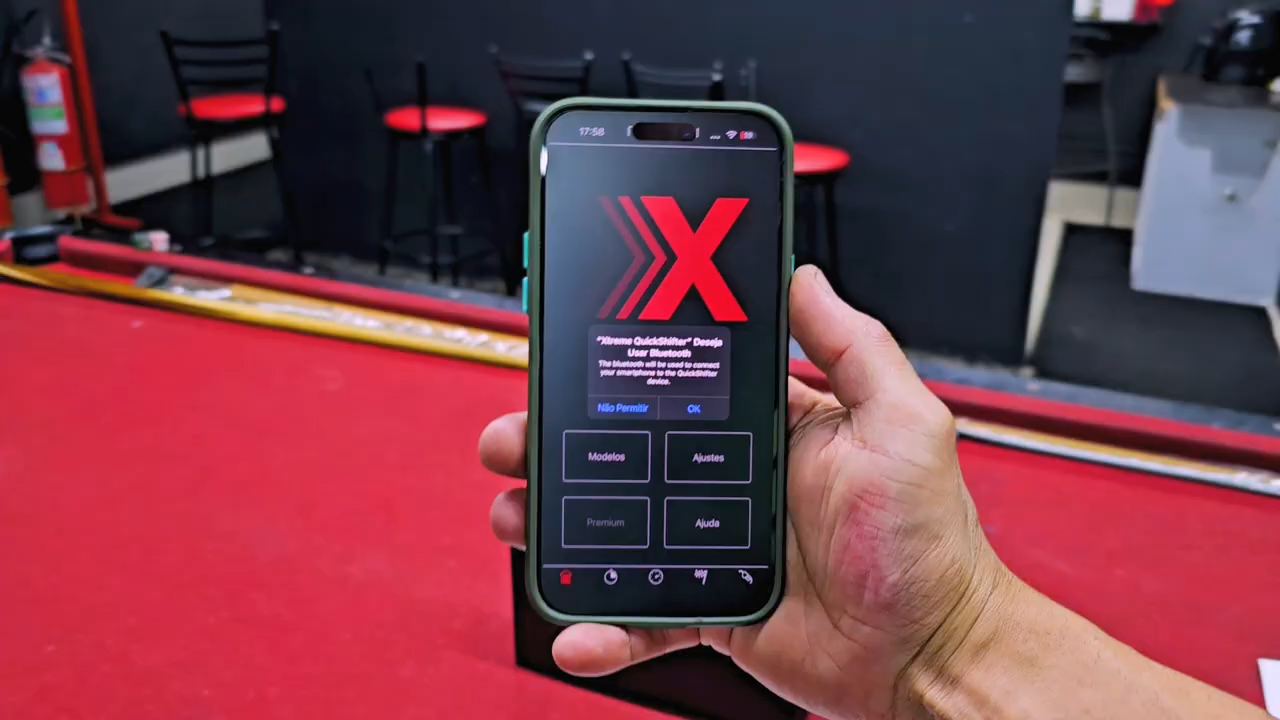 17:58
X
"Xtreme QuickShifter" Deseja
Usar Bluetooth
The bluetooth will be used to connect
your smartphone to the QuickShifter
device.
Não Permitir
OK
Modelos
Ajustes
Premium
Ajuda